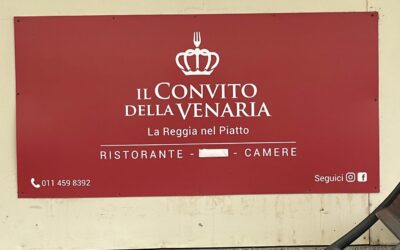 IL CONVITO
DELLA VENARIA
La Reggia nel Piatto
RISTORANTE - - CAMERE
011 459 8392
Seguici